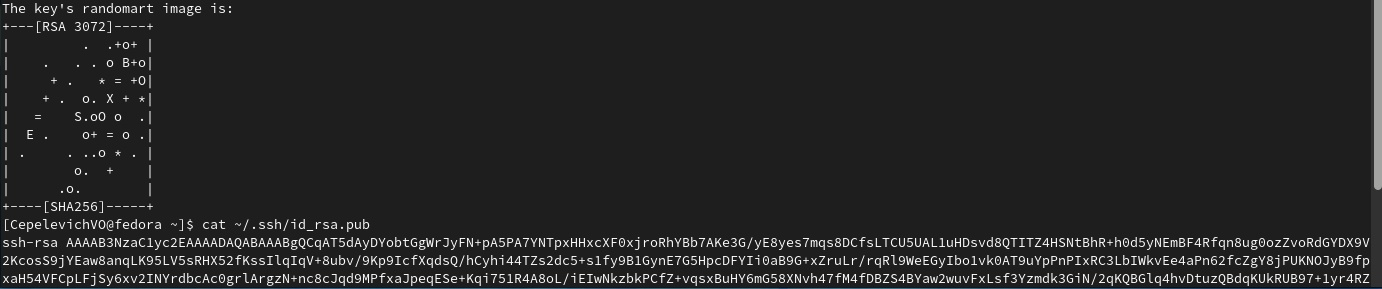 The key's randomart image is:
+---[RSA 3072]----+
|         .  .+o+ |
|    .   . . o B+o|
|     + .   * = +O|
|    + .  o. X + *|
|   =    S.oO o  .|
|  E .    o+ = o .|
| .     . ..o * . |
|        o.  +    |
|      .o.        |
+----[SHA256]-----+
[CepelevichVO@fedora ~]$ cat ~/.ssh/id_rsa.pub
ssh-rsa AAAAB3NzaC1yc2EAAAADAQABAAABgQCqAT5dAyDYobtGgWrJyFN+pA5PA7YNTpxHHxcXF0xjroRhYBb7AKe3G/yE8yes7mqs8DCfsLTCU5UAL1uHDsvd8QTITZ4HSNtBhR+h0d5yNEmBF4Rfqn8ug0ozZvoRdGYDX9V
2KcosS9jYEaw8anqLK95LV5sRHX52fKssIlqIqV+8ubv/9Kp9IcfXqdsQ/hCyhi44TZs2dc5+s1fy9B1GynE7G5HpcDFYIi0aB9G+xZruLr/rqRl9WeEGyIbo1vk0AT9uYpPnPIxRC3LbIWkvEe4aPn62fcZgY8jPUKNOJyB9fp
xaH54VFCpLFjSy6xv2INYrdbcAc0grlArgzN+nc8cJqd9MPfxaJpeqESe+Kqi751R4A8oL/iEIwNkzbkPCfZ+vqsxBuHY6mG58XNvh47fM4fDBZS4BYaw2wuvFxLsf3Yzmdk3GiN/2qKQBGlq4hvDtuzQBdqKUkRUB97+1yr4RZ